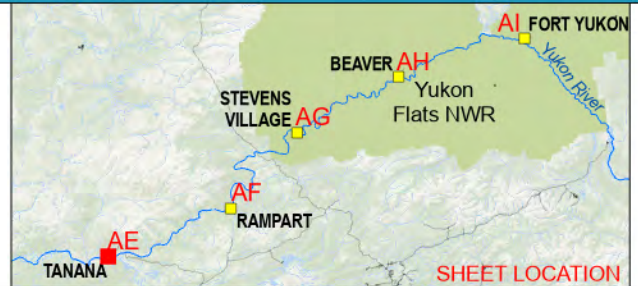 AI FORT YUKON
BEAVER AH
Yukon River
Yukon
Flats NWR
STEVENS
VILLAGE
AG
AF
RAMPART
AE
TANANA
SHEET LOCATION